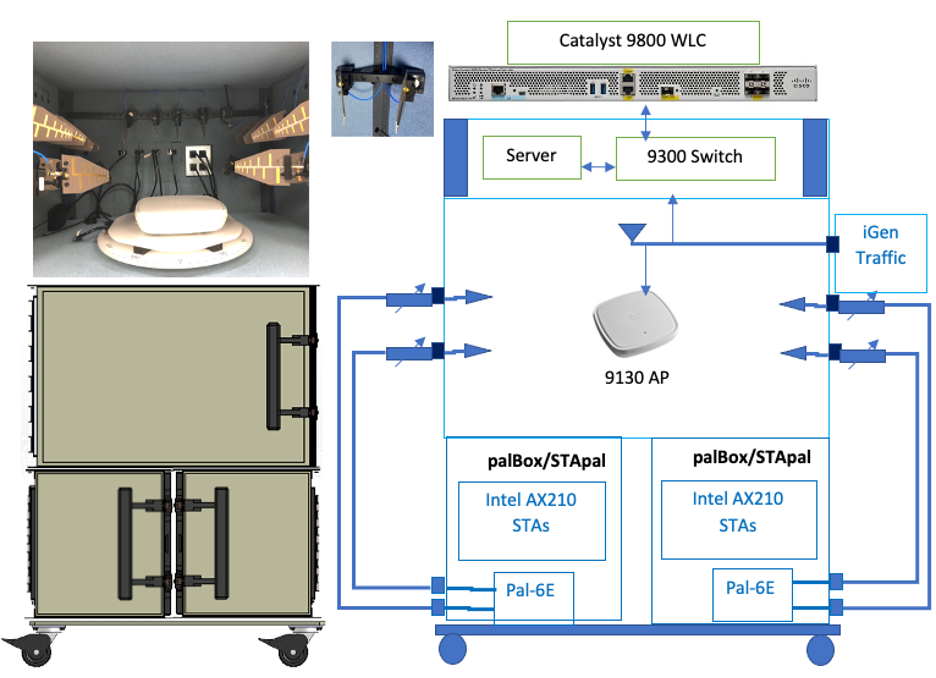 Catalyst 9800 WLC
CISCO
Server
9300 Switch
iGen
Traffic
9130 AP
palBox/STApal
Intel AX210
STAs
Pal-6E
palBox/STApal
Intel AX210
STAs
Pal-6E